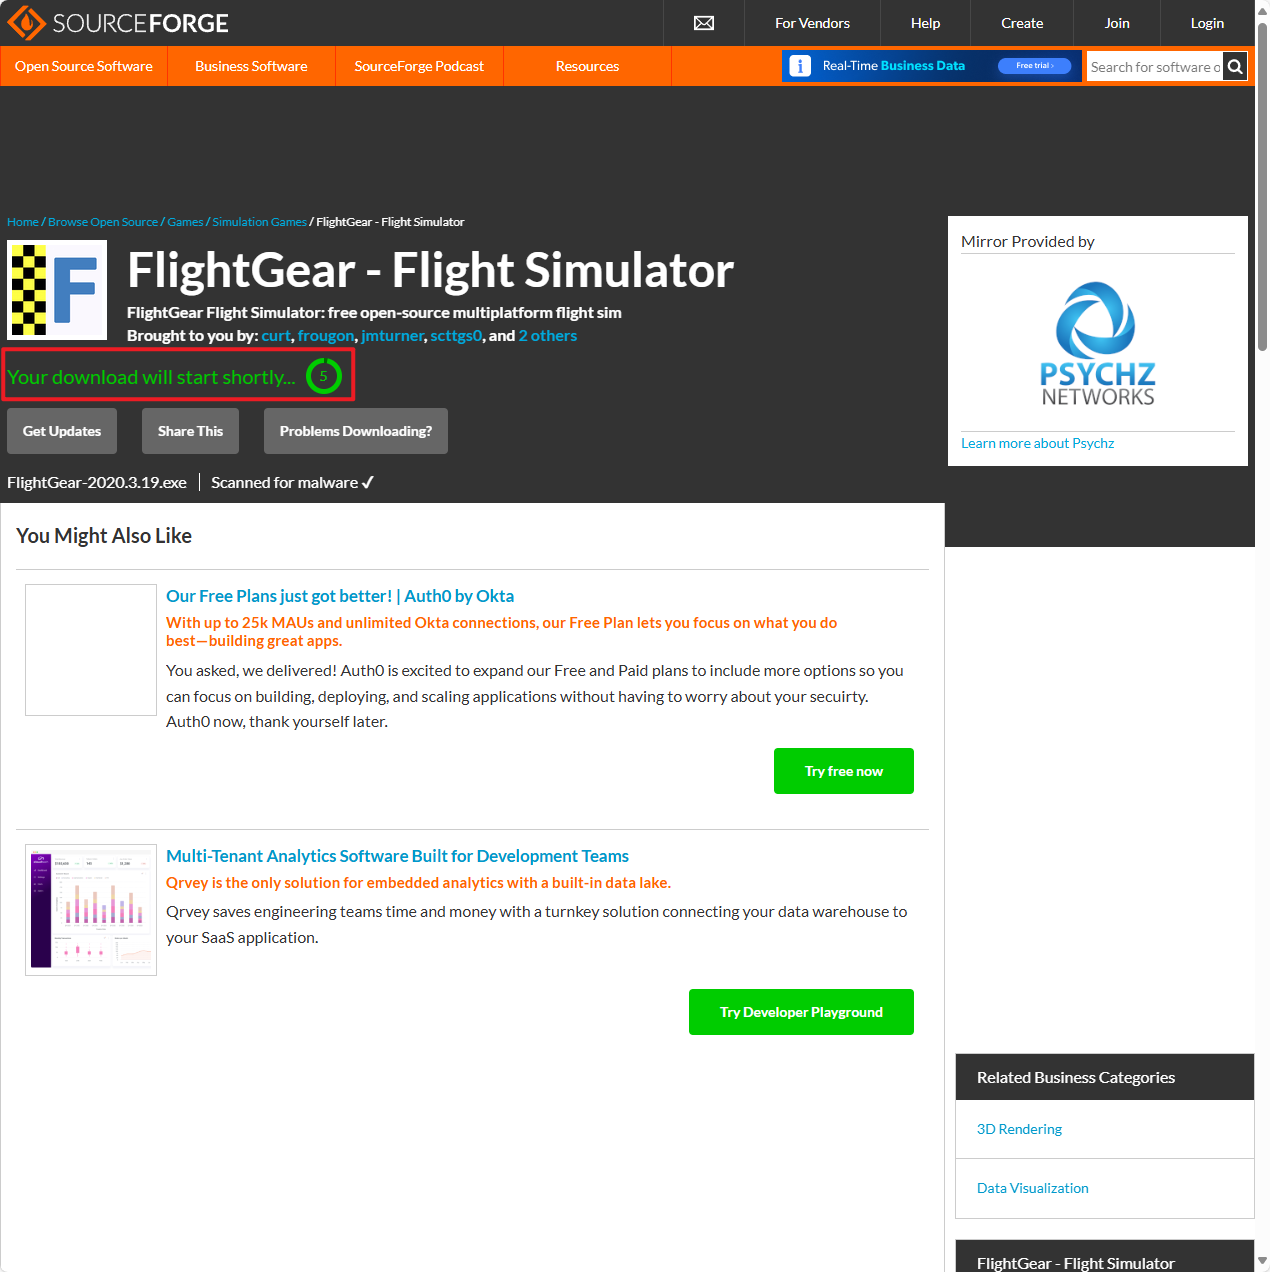 SOURCEFORGE
For Vendors
Help
Create
Join
Login
Open Source Software
Business Software
SourceForge Podcast
Resources
Real-Time Business Data
Free trial ›
Search for software o
Home / Browse Open Source / Games / Simulation Games / FlightGear - Flight Simulator
F
FlightGear - Flight Simulator
FlightGear Flight Simulator: free open-source multiplatform flight sim
Brought to you by: curt, frougon, jmturner, scttgs0, and 2 others
Your download will start shortly... 5
Get Updates
Share This
Problems Downloading?
FlightGear-2020.3.19.exe
Scanned for malware ✓
Mirror Provided by
PSYCHZ
NETWORKS
Learn more about Psychz
You Might Also Like
Our Free Plans just got better! | Auth0 by Okta
With up to 25k MAUs and unlimited Okta connections, our Free Plan lets you focus on what you do
best—building great apps.
You asked, we delivered! Auth0 is excited to expand our Free and Paid plans to include more options so you
can focus on building, deploying, and scaling applications without having to worry about your secuirty.
Auth0 now, thank yourself later.
Try free now
Multi-Tenant Analytics Software Built for Development Teams
Qrvey is the only solution for embedded analytics with a built-in data lake.
Qrvey saves engineering teams time and money with a turnkey solution connecting your data warehouse to
your SaaS application.
Try Developer Playground
Related Business Categories
3D Rendering
Data Visualization
FlightGear - Flight Simulator